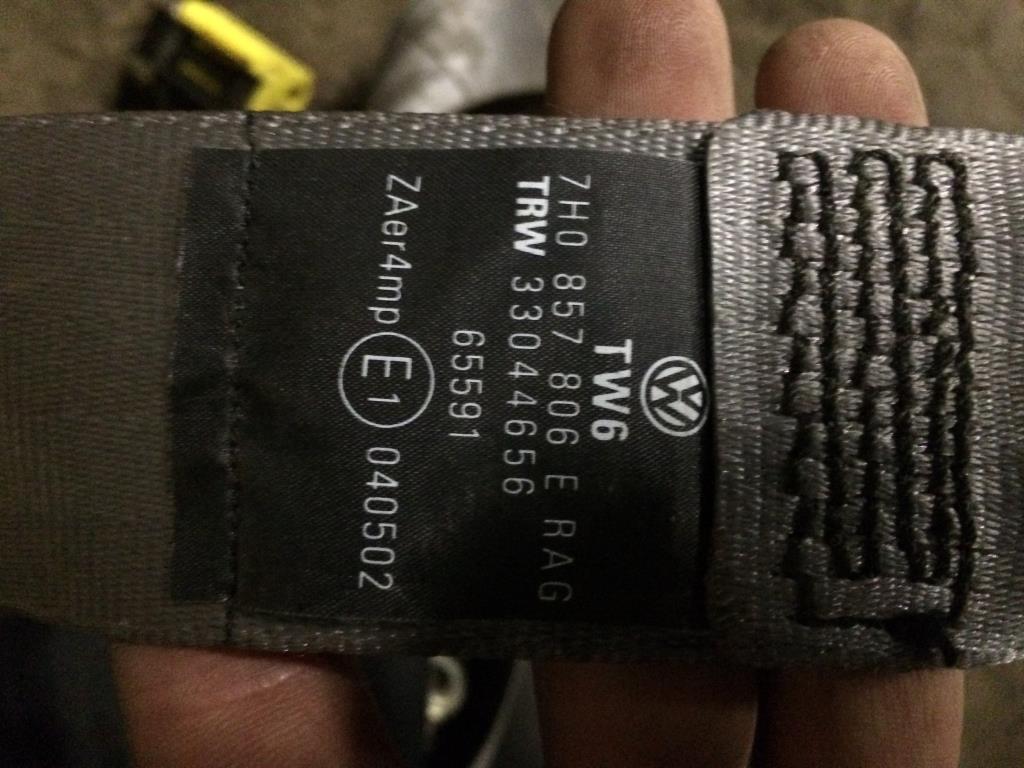 TW6
7H0 857 806 E RAG
TRW 33044656
65591
ZAer4mp E1 040502